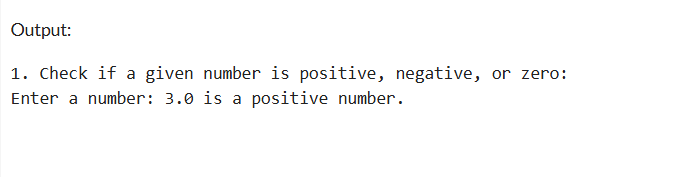 Output:
1. Check if a given number is positive, negative, or zero:
Enter a number: 3.0 is a positive number.